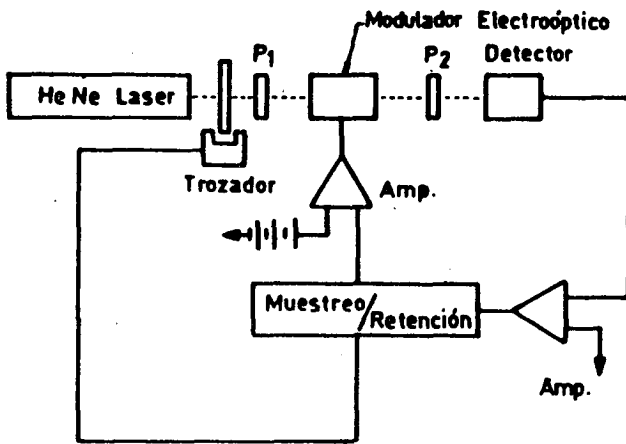 Modulador Electroóptico
P1
P2
Detector
He Ne Laser
Trozador
Amp.
Muestreo/
Retención
Amp.